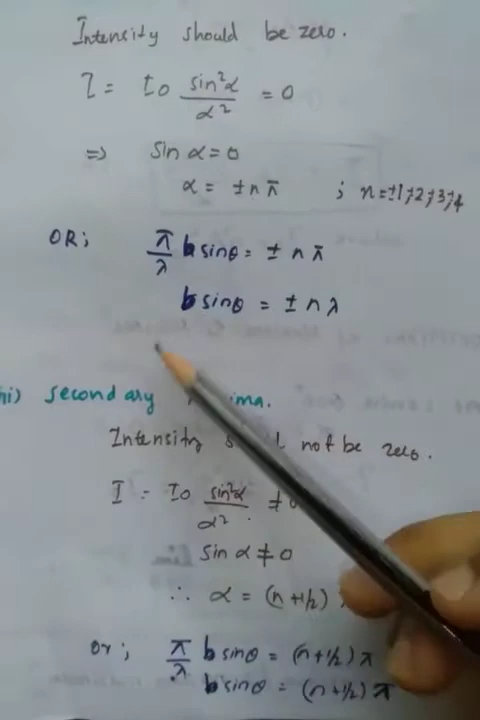 Intensity should be zero.
I = Io sin²α / α² = 0
=> sin α = 0
α = ± n π ; n = ±1, ±2, ±3, ±4
OR; π/λ b sinθ = ± n π
b sinθ = ± n λ
secondary
Intensity not be zero.
I = Io sin²α / α² ≠ 0
sin α ≠ 0
∴ α = (n+1/2)
or; π/λ b sinθ = (n+1/2) π
b sinθ = (n+1/2) π